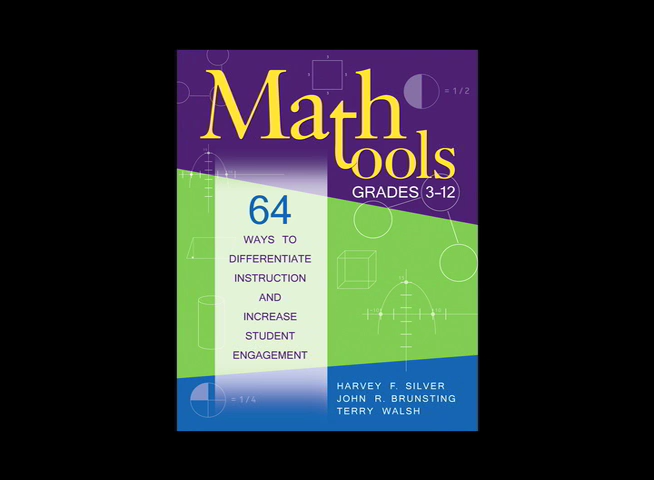 Math
tools
GRADES 3–12
= 1/2
64
WAYS TO
DIFFERENTIATE
INSTRUCTION
AND
INCREASE
STUDENT
ENGAGEMENT
= 1/4
HARVEY F. SILVER
JOHN R. BRUNSTING
TERRY WALSH